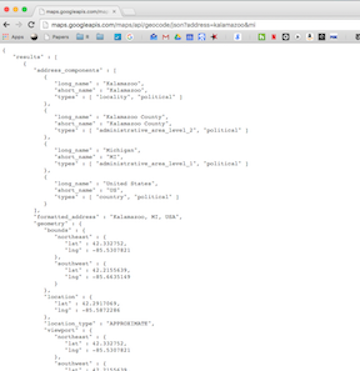 maps.googleapis.com/maps/ap
maps.googleapis.com/maps/api/geocode/json?address=kalamazoo&mi
Apps Papers R
{
"results" : [
{
"address_components" : [
{
"long_name" : "Kalamazoo",
"short_name" : "Kalamazoo",
"types" : [ "locality", "political" ]
},
{
"long_name" : "Kalamazoo County",
"short_name" : "Kalamazoo County",
"types" : [ "administrative_area_level_2", "political" ]
},
{
"long_name" : "Michigan",
"short_name" : "MI",
"types" : [ "administrative_area_level_1", "political" ]
},
{
"long_name" : "United States",
"short_name" : "US",
"types" : [ "country", "political" ]
}
],
"formatted_address" : "Kalamazoo, MI, USA",
"geometry" : {
"bounds" : {
"northeast" : {
"lat" : 42.332752,
"lng" : -85.5307821
},
"southwest" : {
"lat" : 42.2155639,
"lng" : -85.6635149
}
},
"location" : {
"lat" : 42.2917069,
"lng" : -85.5872286
},
"location_type" : "APPROXIMATE",
"viewport" : {
"northeast" : {
"lat" : 42.332752,
"lng" : -85.5307821
},
"southwest" : {
"lat" : 42.2155639,